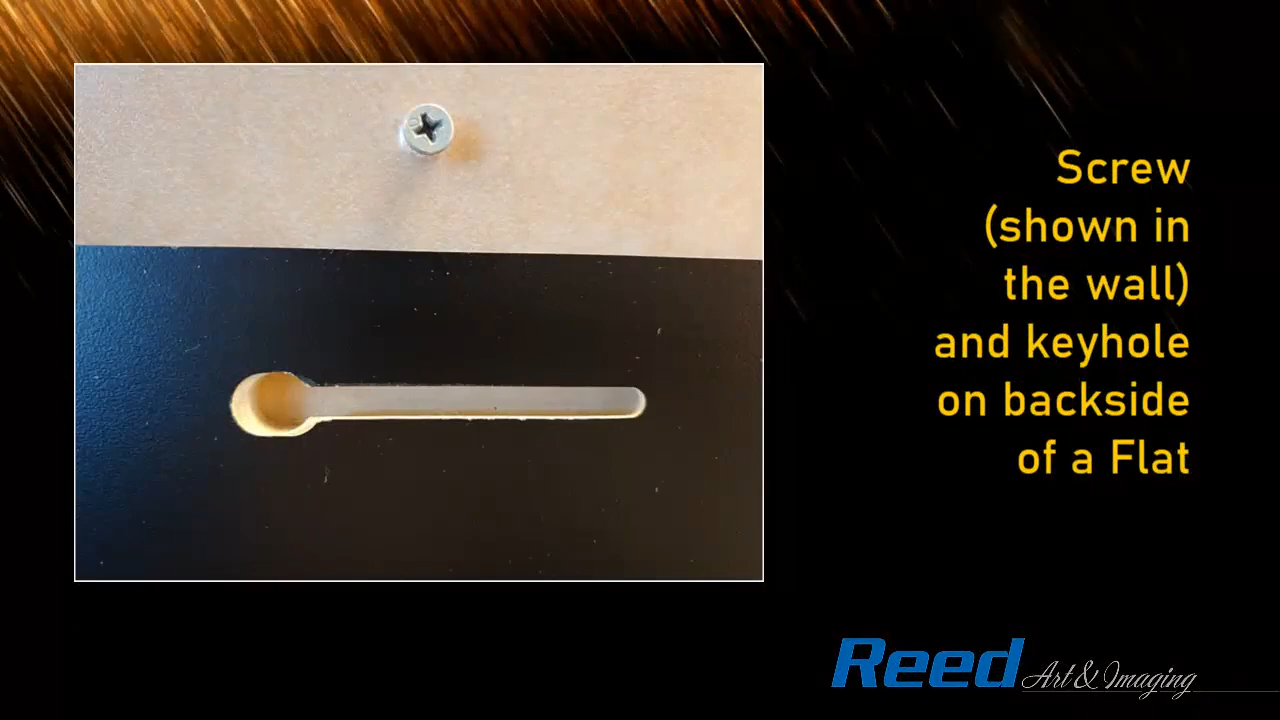 Screw
(shown in
the wall)
and keyhole
on backside
of a Flat
Reed Art & Imaging